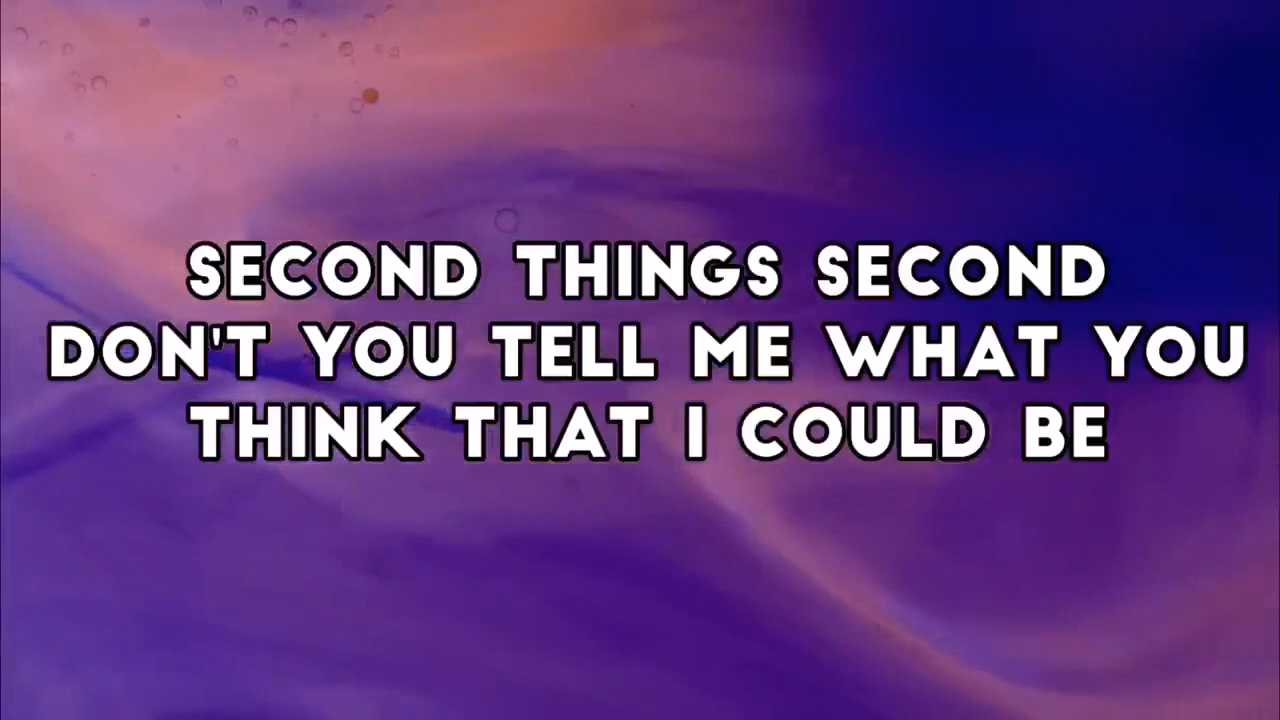 SECOND THINGS SECOND
DON'T YOU TELL ME WHAT YOU
THINK THAT I COULD BE